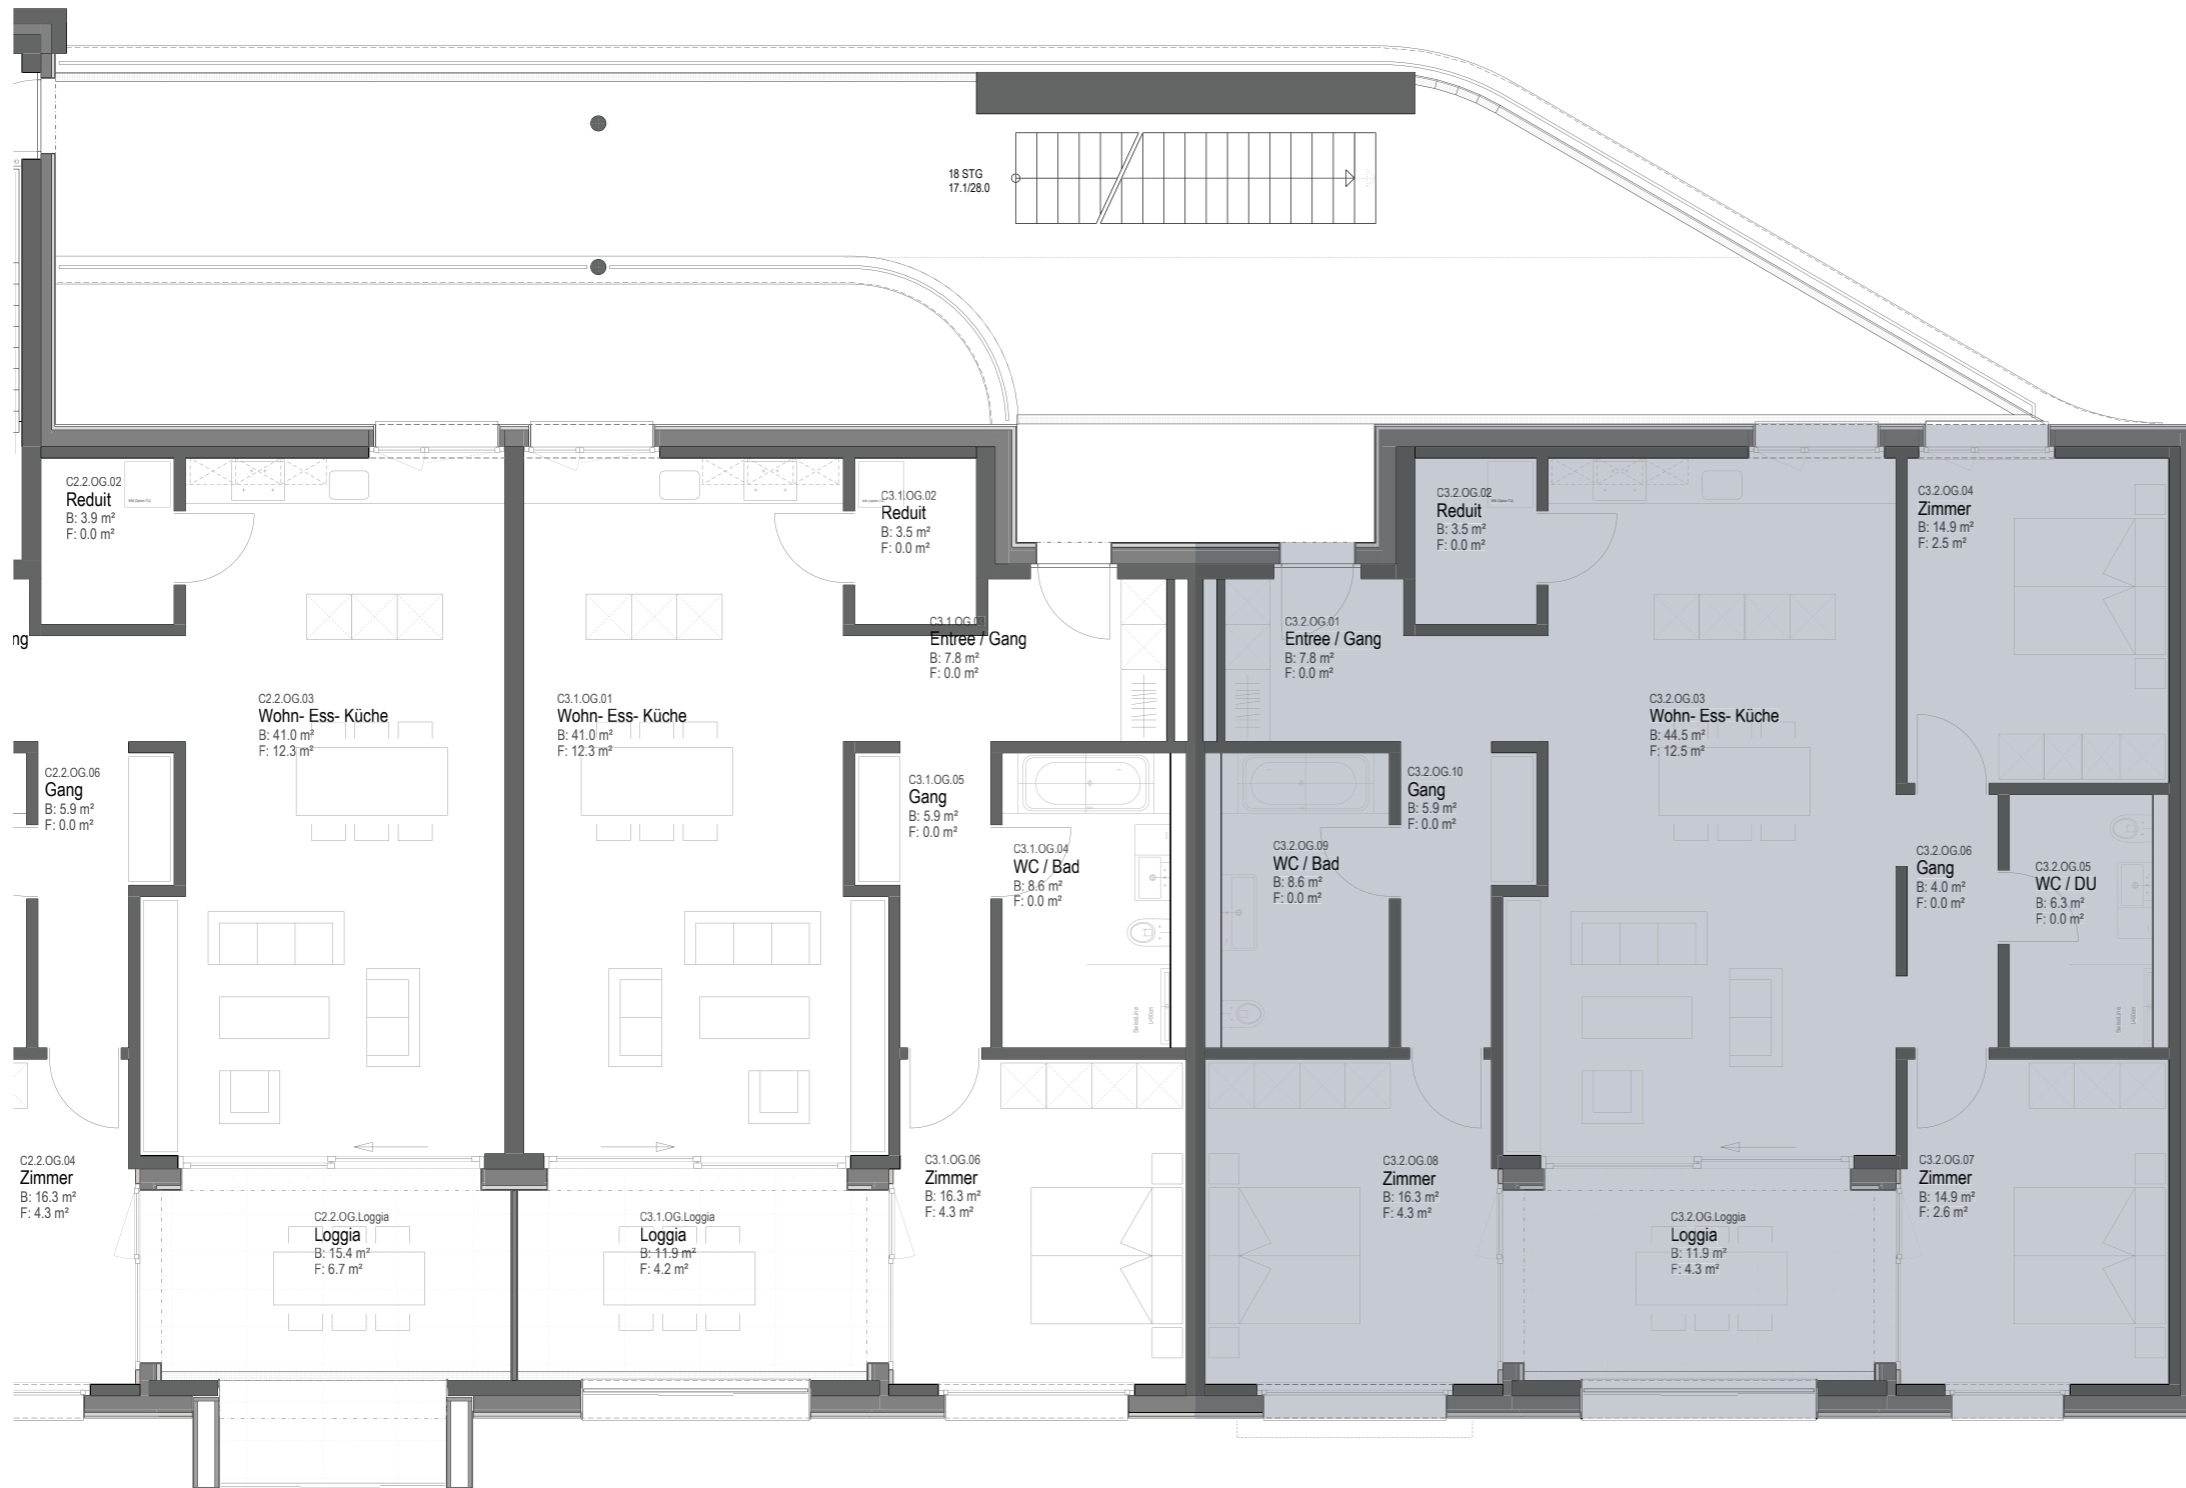 18 STG
17.1/28.0
C2.2.OG.02
Reduit
B: 3.9 m²
F: 0.0 m²
C3.1.OG.02
Reduit
B: 3.5 m²
F: 0.0 m²
C3.2.OG.02
Reduit
B: 3.5 m²
F: 0.0 m²
C3.2.OG.04
Zimmer
B: 14.9 m²
F: 2.5 m²
ng
C3.1.OG.03
Entree / Gang
B: 7.8 m²
F: 0.0 m²
C3.2.OG.01
Entree / Gang
B: 7.8 m²
F: 0.0 m²
C2.2.OG.03
Wohn- Ess- Küche
B: 41.0 m²
F: 12.3 m²
C3.1.OG.01
Wohn- Ess- Küche
B: 41.0 m²
F: 12.3 m²
C3.2.OG.03
Wohn- Ess- Küche
B: 44.5 m²
F: 12.5 m²
C2.2.OG.06
Gang
B: 5.9 m²
F: 0.0 m²
C3.1.OG.05
Gang
B: 5.9 m²
F: 0.0 m²
C3.2.OG.10
Gang
B: 5.9 m²
F: 0.0 m²
C3.1.OG.04
WC / Bad
B: 8.6 m²
F: 0.0 m²
C3.2.OG.09
WC / Bad
B: 8.6 m²
F: 0.0 m²
C3.2.OG.06
Gang
B: 4.0 m²
F: 0.0 m²
C3.2.OG.05
WC / DU
B: 6.3 m²
F: 0.0 m²
C2.2.OG.04
Zimmer
B: 16.3 m²
F: 4.3 m²
C3.1.OG.06
Zimmer
B: 16.3 m²
F: 4.3 m²
C3.2.OG.08
Zimmer
B: 16.3 m²
F: 4.3 m²
C3.2.OG.07
Zimmer
B: 14.9 m²
F: 2.6 m²
C2.2.OG.Loggia
Loggia
B: 15.4 m²
F: 6.7 m²
C3.1.OG.Loggia
Loggia
B: 11.9 m²
F: 4.2 m²
C3.2.OG.Loggia
Loggia
B: 11.9 m²
F: 4.3 m²